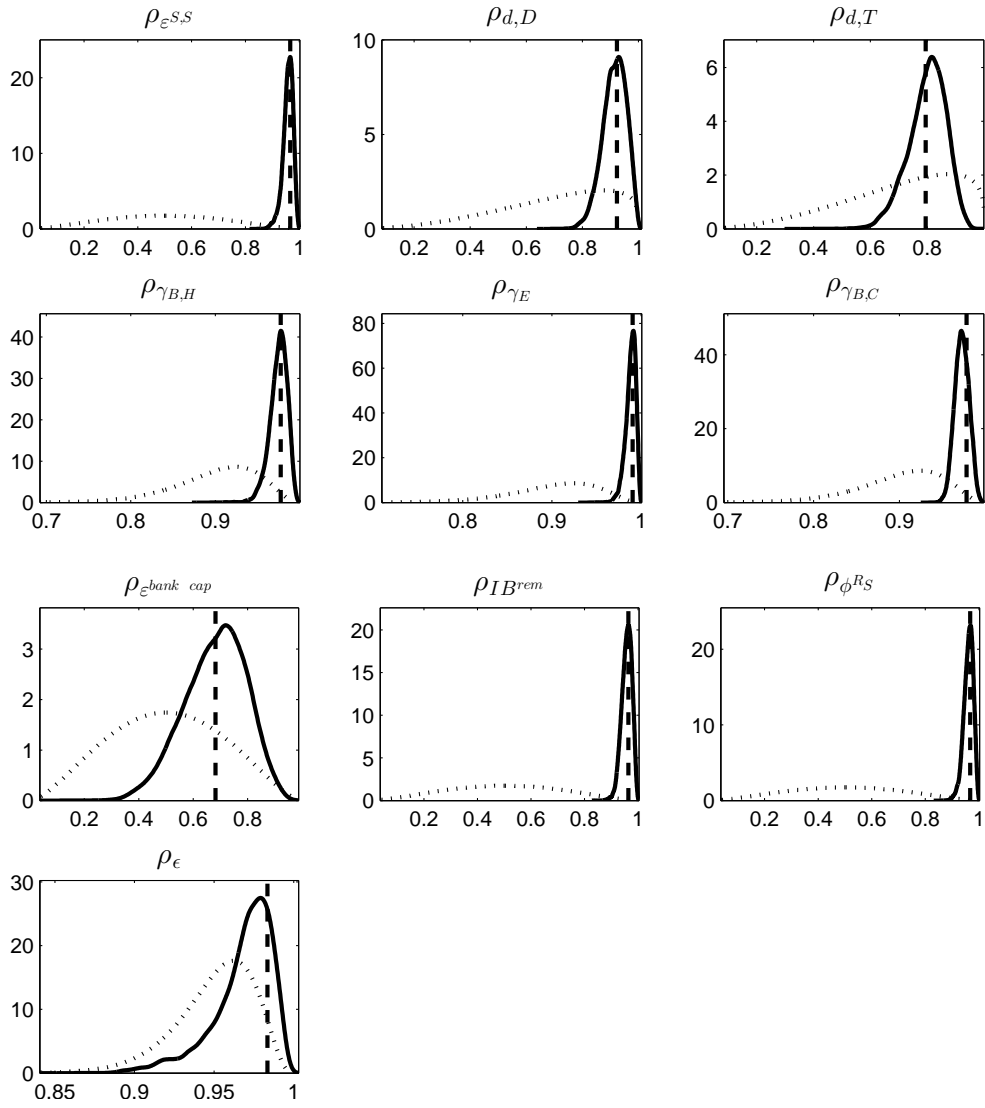 ρ_{ε^{S,S}} ρ_{d,D} ρ_{d,T}
20 10 6
10 5 4
0 0 2
0
0.2 0.4 0.6 0.8 1 0.2 0.4 0.6 0.8 1 0.2 0.4 0.6 0.8
ρ_{γ_{B,H}} ρ_{γ_E} ρ_{γ_{B,C}}
40 80 40
30 60 20
20 40 0
10 20
0 0
0.7 0.8 0.9 0.8 0.9 1 0.7 0.8 0.9
ρ_{ε^{bank cap}} ρ_{IB^{rem}} ρ_{φ^{R_S}}
3 20 20
2 15 10
1 10 0
0 5
0
0.2 0.4 0.6 0.8 0.2 0.4 0.6 0.8 1 0.2 0.4 0.6 0.8 1
ρ_ϵ
30
20
10
0
0.85 0.9 0.95 1